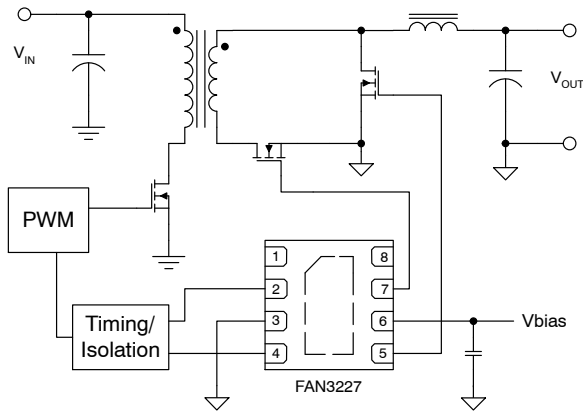 V_IN
V_OUT
PWM
1
8
2
7
Timing/
Isolation
3
6
Vbias
4
5
FAN3227